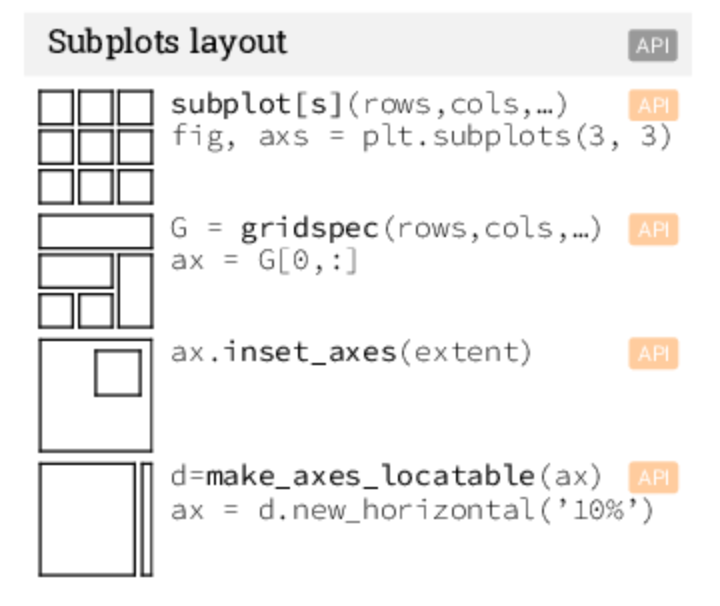 Subplots layout API
subplot[s](rows,cols,…) API
fig, axs = plt.subplots(3, 3)
G = gridspec(rows,cols,…) API
ax = G[0,:]
ax.inset_axes(extent) API
d=make_axes_locatable(ax) API
ax = d.new_horizontal('10%')